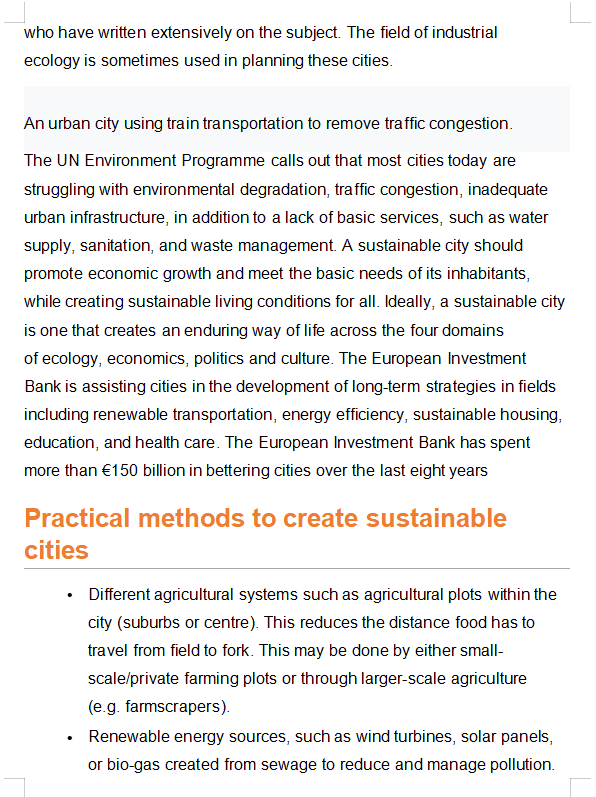 who have written extensively on the subject. The field of industrial
ecology is sometimes used in planning these cities.
An urban city using train transportation to remove traffic congestion.
The UN Environment Programme calls out that most cities today are
struggling with environmental degradation, traffic congestion, inadequate
urban infrastructure, in addition to a lack of basic services, such as water
supply, sanitation, and waste management. A sustainable city should
promote economic growth and meet the basic needs of its inhabitants,
while creating sustainable living conditions for all. Ideally, a sustainable city
is one that creates an enduring way of life across the four domains
of ecology, economics, politics and culture. The European Investment
Bank is assisting cities in the development of long-term strategies in fields
including renewable transportation, energy efficiency, sustainable housing,
education, and health care. The European Investment Bank has spent
more than €150 billion in bettering cities over the last eight years
Practical methods to create sustainable
cities
• Different agricultural systems such as agricultural plots within the
city (suburbs or centre). This reduces the distance food has to
travel from field to fork. This may be done by either small-
scale/private farming plots or through larger-scale agriculture
(e.g. farmscrapers).
• Renewable energy sources, such as wind turbines, solar panels,
or bio-gas created from sewage to reduce and manage pollution.